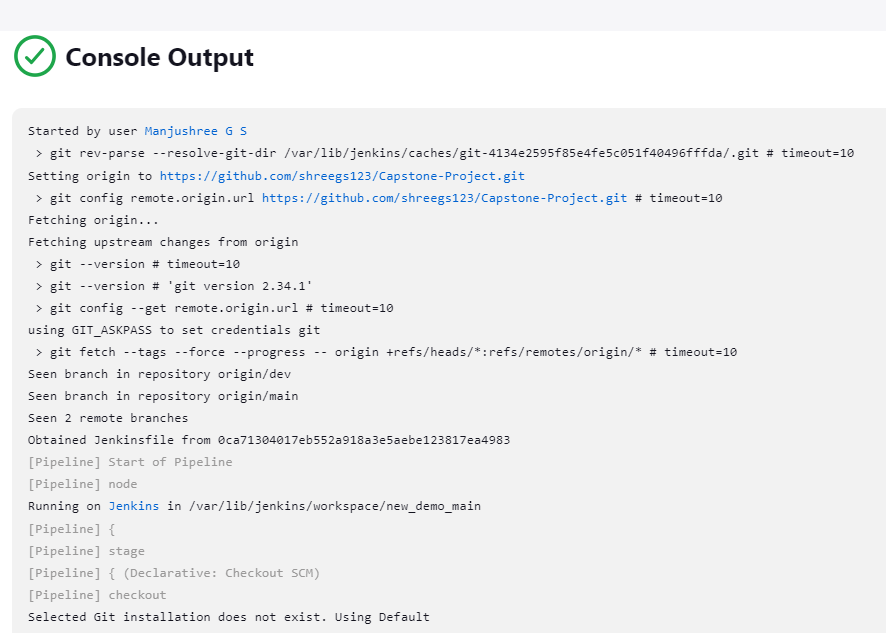 Console Output
Started by user Manjushree G S
> git rev-parse --resolve-git-dir /var/lib/jenkins/caches/git-4134e2595f85e4fe5c051f40496fffda/.git # timeout=10
Setting origin to https://github.com/shreegs123/Capstone-Project.git
> git config remote.origin.url https://github.com/shreegs123/Capstone-Project.git # timeout=10
Fetching origin...
Fetching upstream changes from origin
> git --version # timeout=10
> git --version # 'git version 2.34.1'
> git config --get remote.origin.url # timeout=10
using GIT_ASKPASS to set credentials git
> git fetch --tags --force --progress -- origin +refs/heads/*:refs/remotes/origin/* # timeout=10
Seen branch in repository origin/dev
Seen branch in repository origin/main
Seen 2 remote branches
Obtained Jenkinsfile from 0ca71304017eb552a918a3e5aebe123817ea4983
[Pipeline] Start of Pipeline
[Pipeline] node
Running on Jenkins in /var/lib/jenkins/workspace/new_demo_main
[Pipeline] {
[Pipeline] stage
[Pipeline] { (Declarative: Checkout SCM)
[Pipeline] checkout
Selected Git installation does not exist. Using Default